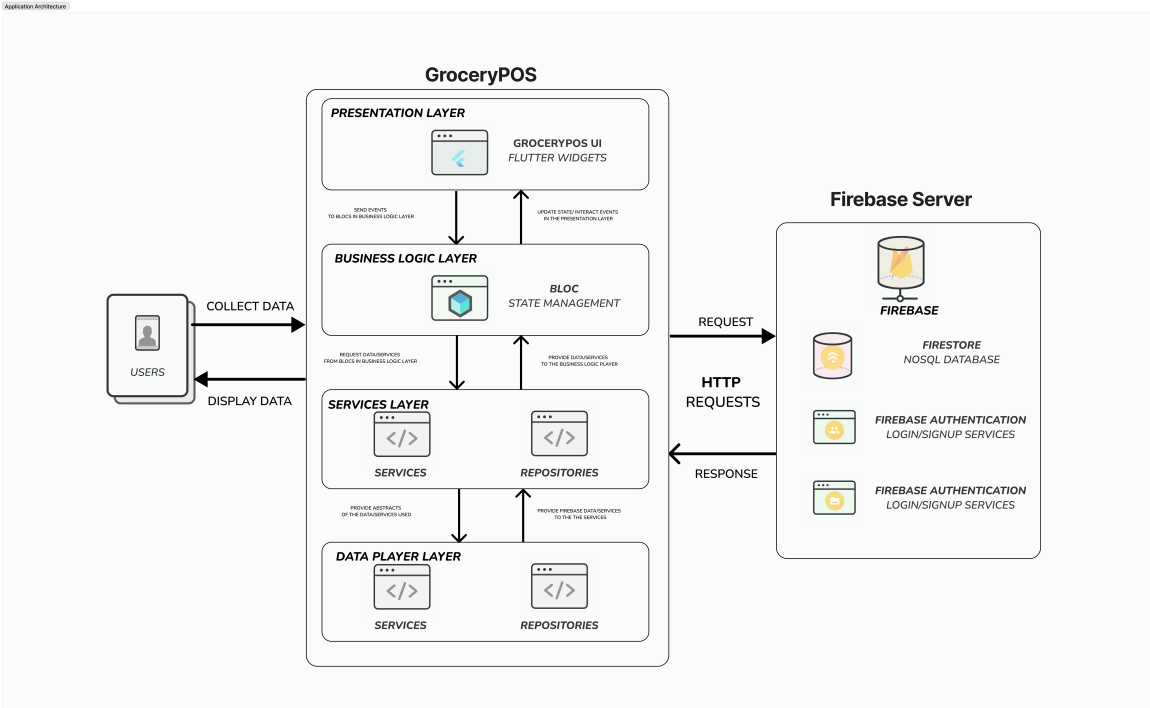 Application Architecture
GroceryPOS
PRESENTATION LAYER
GROCERYPOS UI
FLUTTER WIDGETS
SEND EVENTS
TO BLOCS IN BUSINESS LOGIC LAYER
UPDATE STATE/ INTERACT EVENTS
IN THE PRESENTATION LAYER
BUSINESS LOGIC LAYER
BLOC
STATE MANAGEMENT
REQUEST DATA/SERVICES
FROM BLOCS IN BUSINESS LOGIC LAYER
PROVIDE DATA/SERVICES
TO THE BUSINESS LOGIC PLAYER
SERVICES LAYER
</>
</>
SERVICES
REPOSITORIES
PROVIDE ABSTRACTS
OF THE DATA/SERVICES USED
PROVIDE FIREBASE DATA/SERVICES
TO THE THE SERVICES
DATA PLAYER LAYER
</>
</>
SERVICES
REPOSITORIES
USERS
COLLECT DATA
DISPLAY DATA
REQUEST
HTTP
REQUESTS
RESPONSE
Firebase Server
FIREBASE
FIRESTORE
NOSQL DATABASE
FIREBASE AUTHENTICATION
LOGIN/SIGNUP SERVICES
FIREBASE AUTHENTICATION
LOGIN/SIGNUP SERVICES